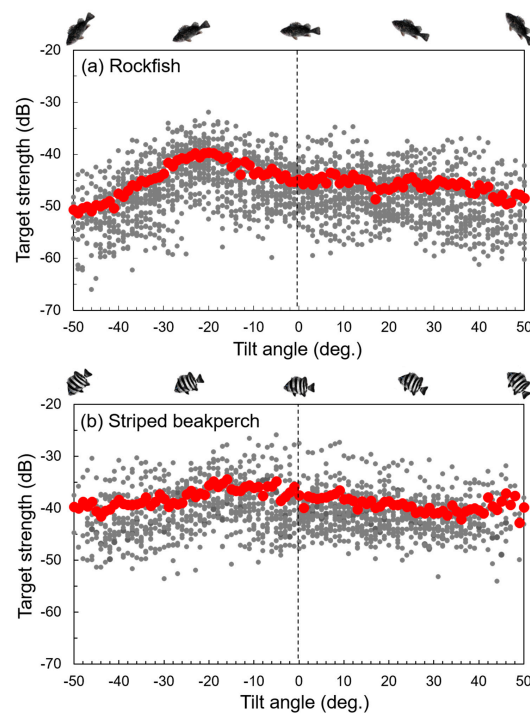 (a) Rockfish
Target strength (dB)
-20
-30
-40
-50
-60
-70
-50 -40 -30 -20 -10 0 10 20 30 40 50
Tilt angle (deg.)
(b) Striped beakperch
Target strength (dB)
-20
-30
-40
-50
-60
-70
-50 -40 -30 -20 -10 0 10 20 30 40 50
Tilt angle (deg.)